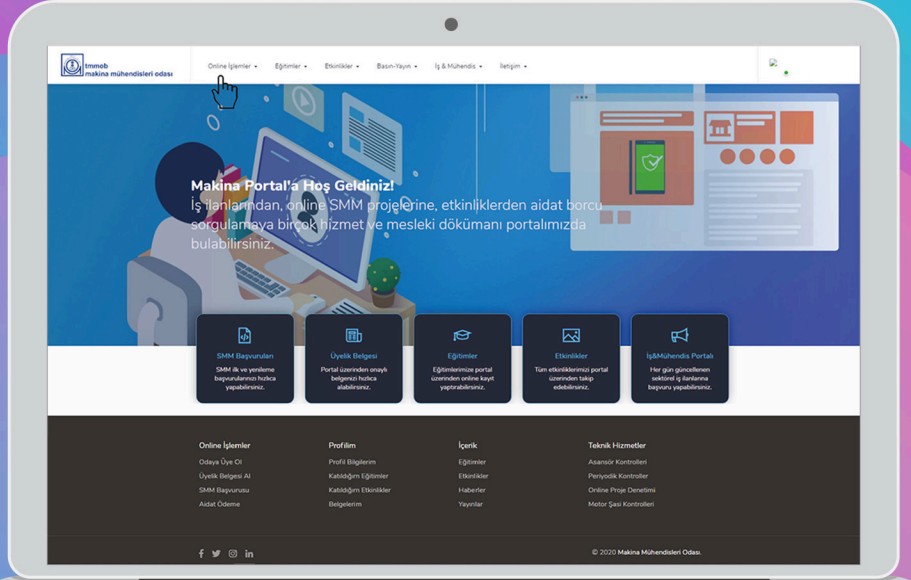 tmmob
makina mühendisleri odası
Online İşlemler
Eğitimler
Etkinlikler
Basın-Yayın
İş & Mühendis
İletişim
Makina Portal'a Hoş Geldiniz!
İş ilanlarından, online SMM projelerine, etkinliklerden aidat borcu
sorgulamaya birçok hizmet ve mesleki dökümanı portalımızda
bulabilirsiniz.
SMM Başvuruları
SMM ilk ve yenileme
başvurularınızı hızlıca
yapabilirsiniz.
Üyelik Belgesi
Portal üzerinden onaylı
belgenizi hızlıca
alabilirsiniz.
Eğitimler
Eğitimlerimize portal
üzerinden online kayıt
yaptırabilirsiniz.
Etkinlikler
Tüm etkinliklerimizi portal
üzerinden takip
edebilirsiniz.
İş&Mühendis Portalı
Her gün güncellenen
sektörel iş ilanlarına
başvuru yapabilirsiniz.
Online İşlemler
Odaya Üye Ol
Üyelik Belgesi Al
SMM Başvurusu
Aidat Ödeme
Profilim
Profil Bilgilerim
Katıldığım Eğitimler
Katıldığım Etkinlikler
Belgelerim
İçerik
Eğitimler
Etkinlikler
Haberler
Yayınlar
Teknik Hizmetler
Asansör Kontrolleri
Periyodik Kontroller
Online Proje Denetimi
Motor Şasi Kontrolleri
© 2020 Makina Mühendisleri Odası.